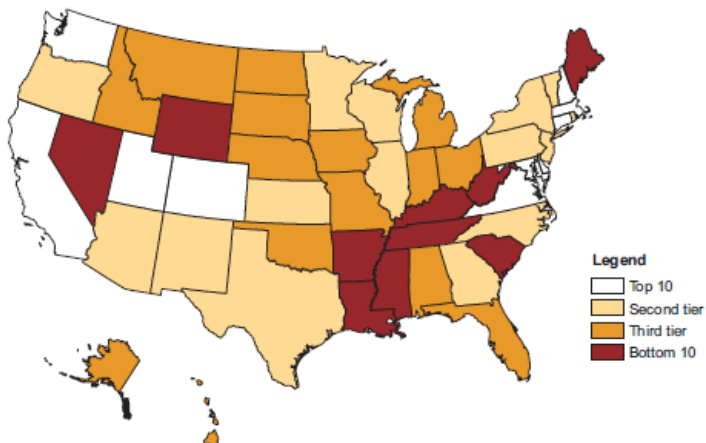 Legend
Top 10
Second tier
Third tier
Bottom 10